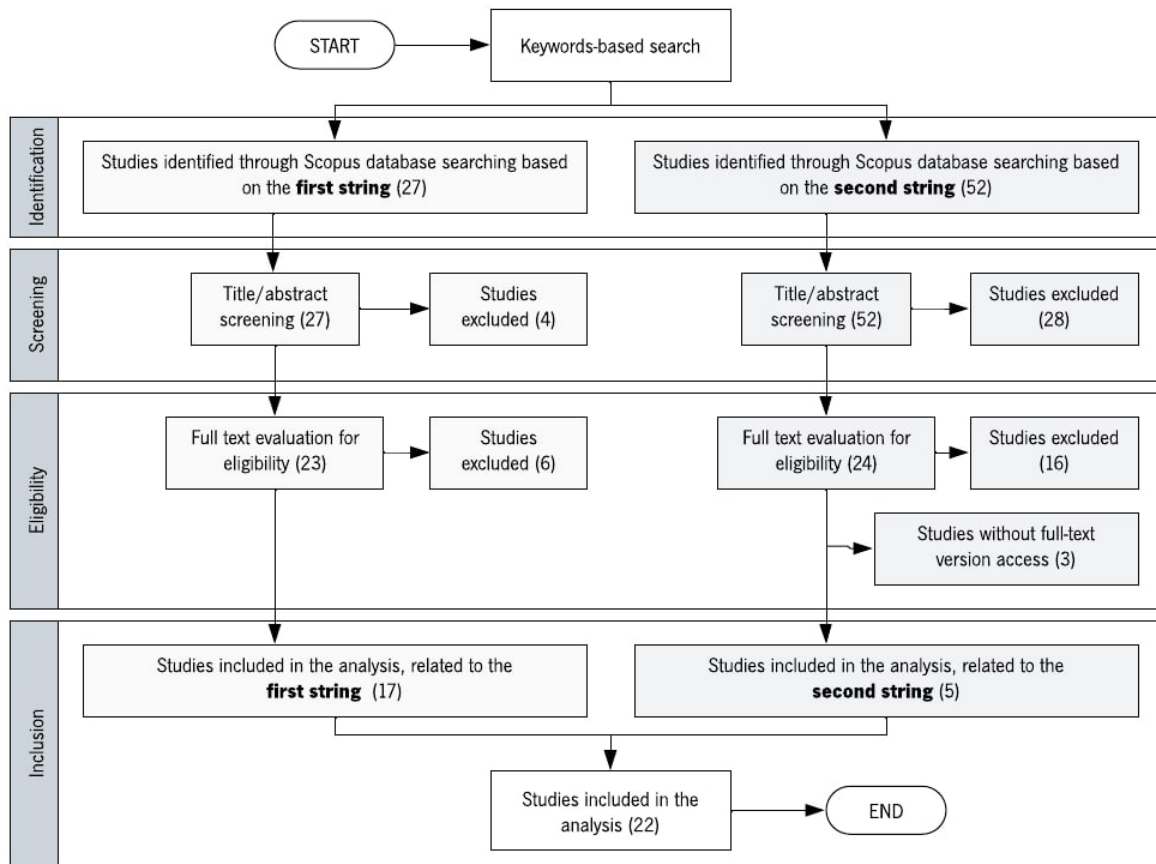 START
Keywords-based search
Identification
Studies identified through Scopus database searching based
on the first string (27)
Studies identified through Scopus database searching based
on the second string (52)
Screening
Title/abstract
screening (27)
Studies
excluded (4)
Title/abstract
screening (52)
Studies excluded
(28)
Eligibility
Full text evaluation for
eligibility (23)
Studies
excluded (6)
Full text evaluation for
eligibility (24)
Studies excluded
(16)
Studies without full-text
version access (3)
Inclusion
Studies included in the analysis, related to the
first string (17)
Studies included in the analysis, related to the
second string (5)
Studies included in the
analysis (22)
END